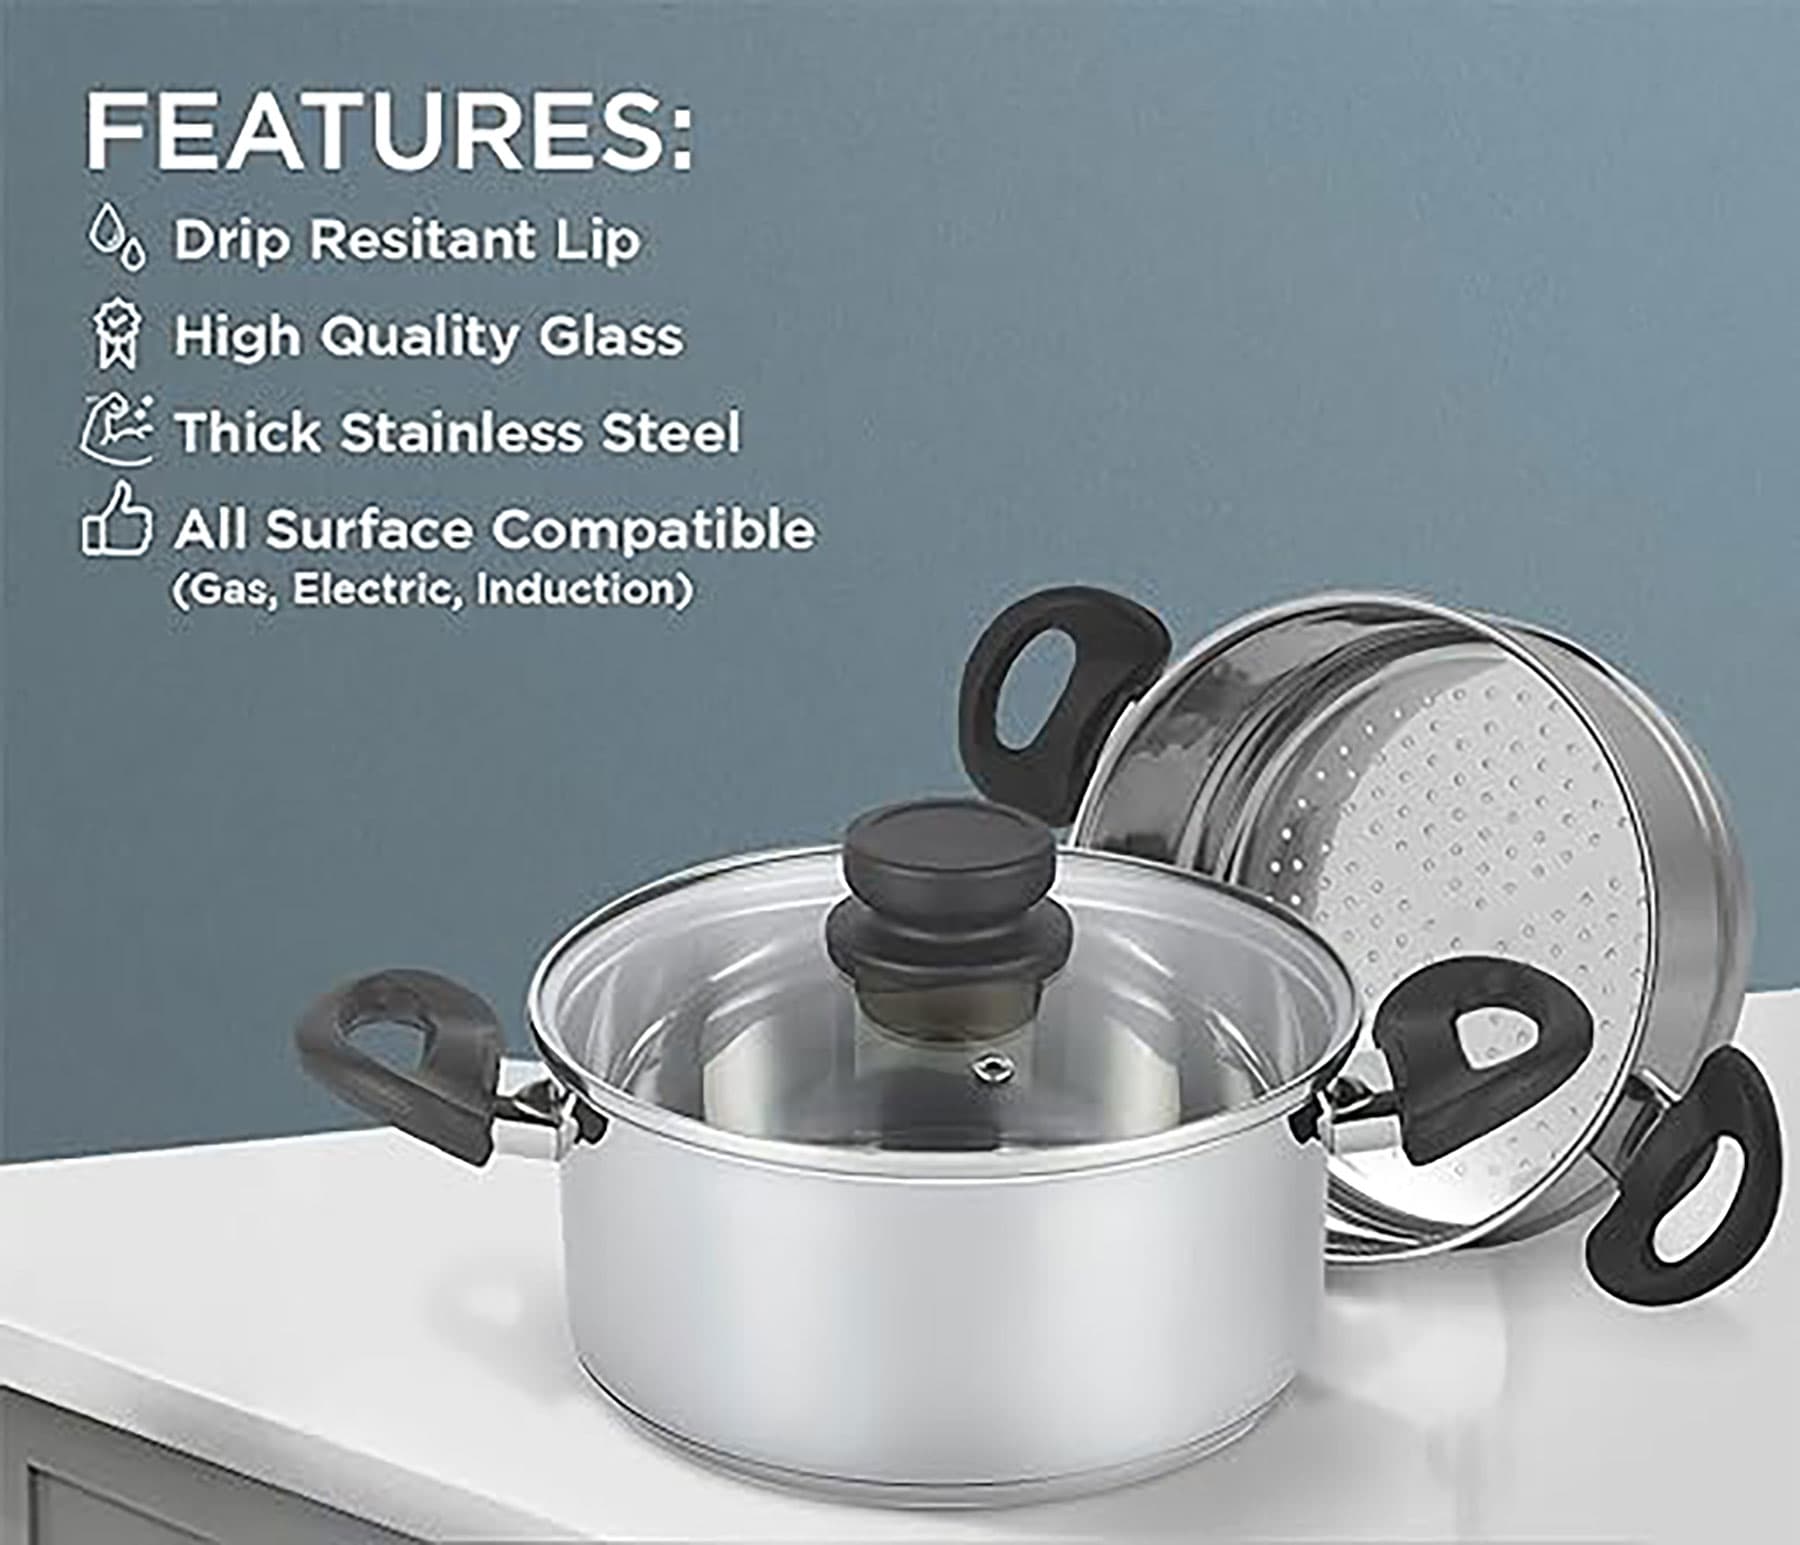 FEATURES:
Drip Resitant Lip
High Quality Glass
Thick Stainless Steel
All Surface Compatible
(Gas, Electric, Induction)